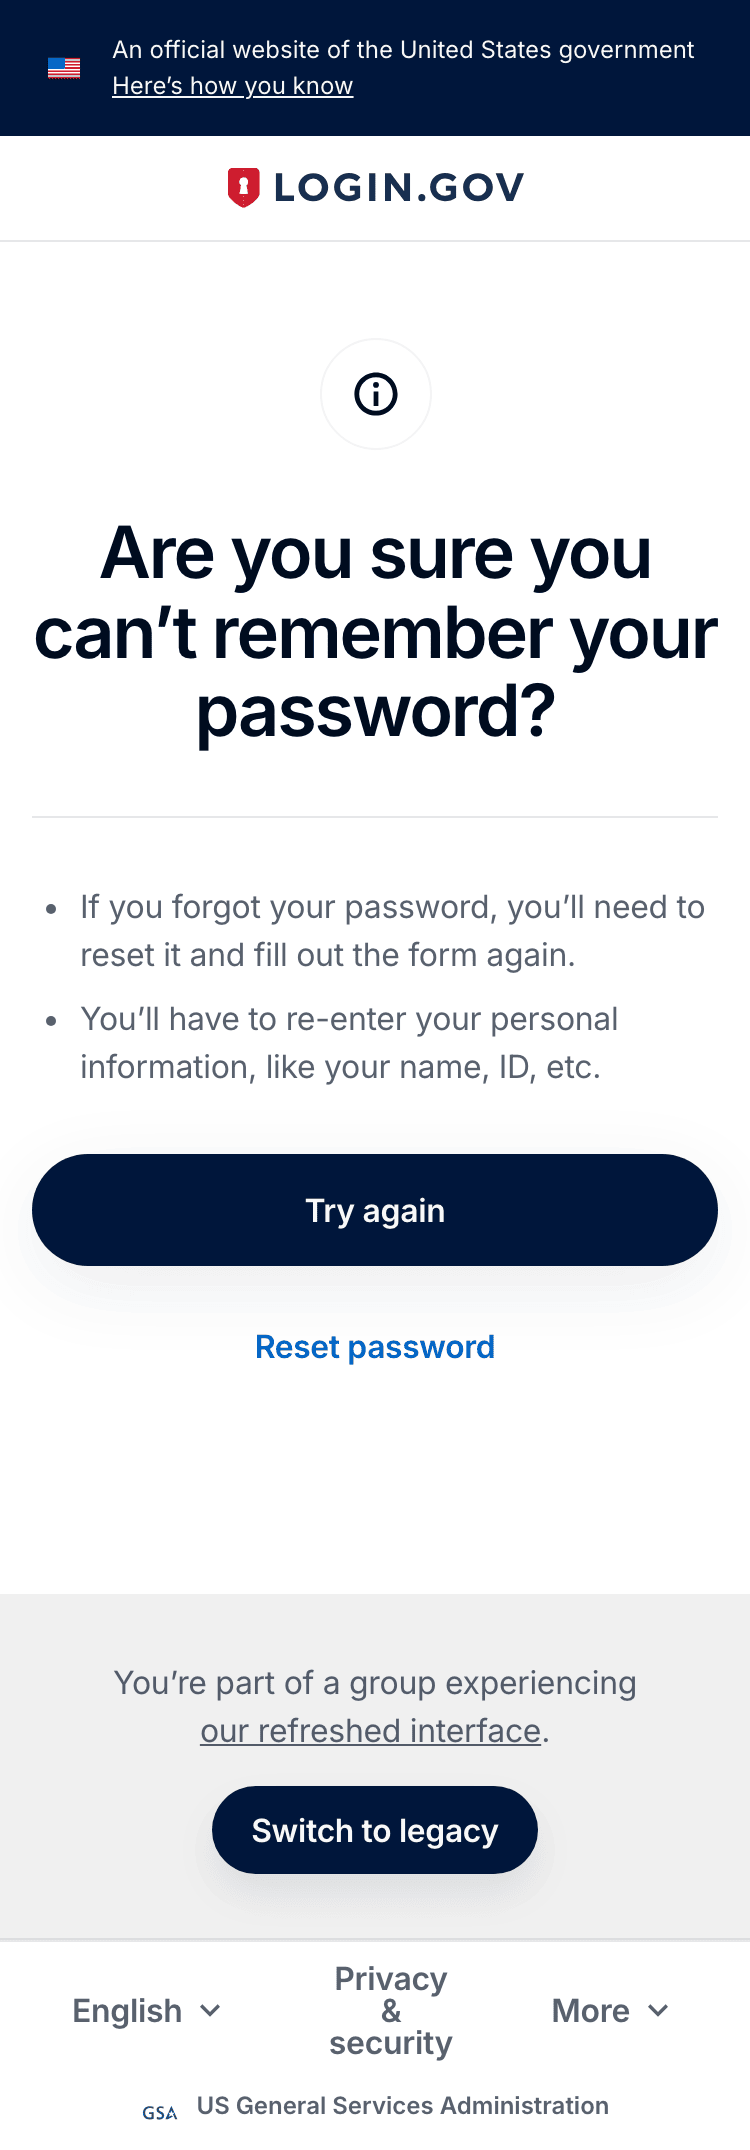 An official website of the United States government
Here’s how you know
LOGIN.GOV
Are you sure you
can’t remember your
password?
If you forgot your password, you’ll need to
reset it and fill out the form again.
You’ll have to re-enter your personal
information, like your name, ID, etc.
Try again
Reset password
You’re part of a group experiencing
our refreshed interface.
Switch to legacy
English
Privacy
&
security
More
GSA US General Services Administration